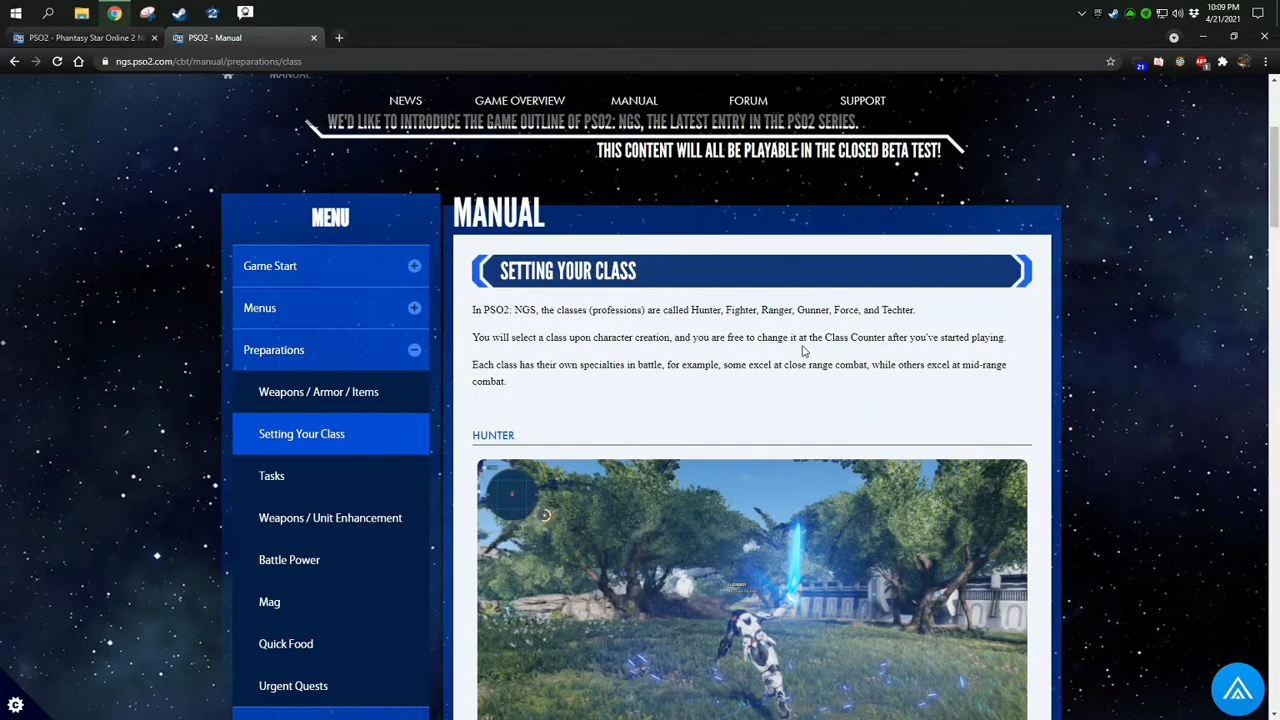 10:09 PM
4/21/2021
PSO2 - Phantasy Star Online 2 N
PSO2 - Manual
ngs.pso2.com/cbt/manual/preparations/class
21
1
MANUAL
NEWS
GAME OVERVIEW
MANUAL
FORUM
SUPPORT
WE'D LIKE TO INTRODUCE THE GAME OUTLINE OF PSO2: NGS, THE LATEST ENTRY IN THE PSO2 SERIES.
THIS CONTENT WILL ALL BE PLAYABLE IN THE CLOSED BETA TEST!
MENU
Game Start
Menus
Preparations
Weapons / Armor / Items
Setting Your Class
Tasks
Weapons / Unit Enhancement
Battle Power
Mag
Quick Food
Urgent Quests
MANUAL
SETTING YOUR CLASS
In PSO2: NGS, the classes (professions) are called Hunter, Fighter, Ranger, Gunner, Force, and Techter.
You will select a class upon character creation, and you are free to change it at the Class Counter after you've started playing.
Each class has their own specialties in battle, for example, some excel at close range combat, while others excel at mid-range
combat.
HUNTER